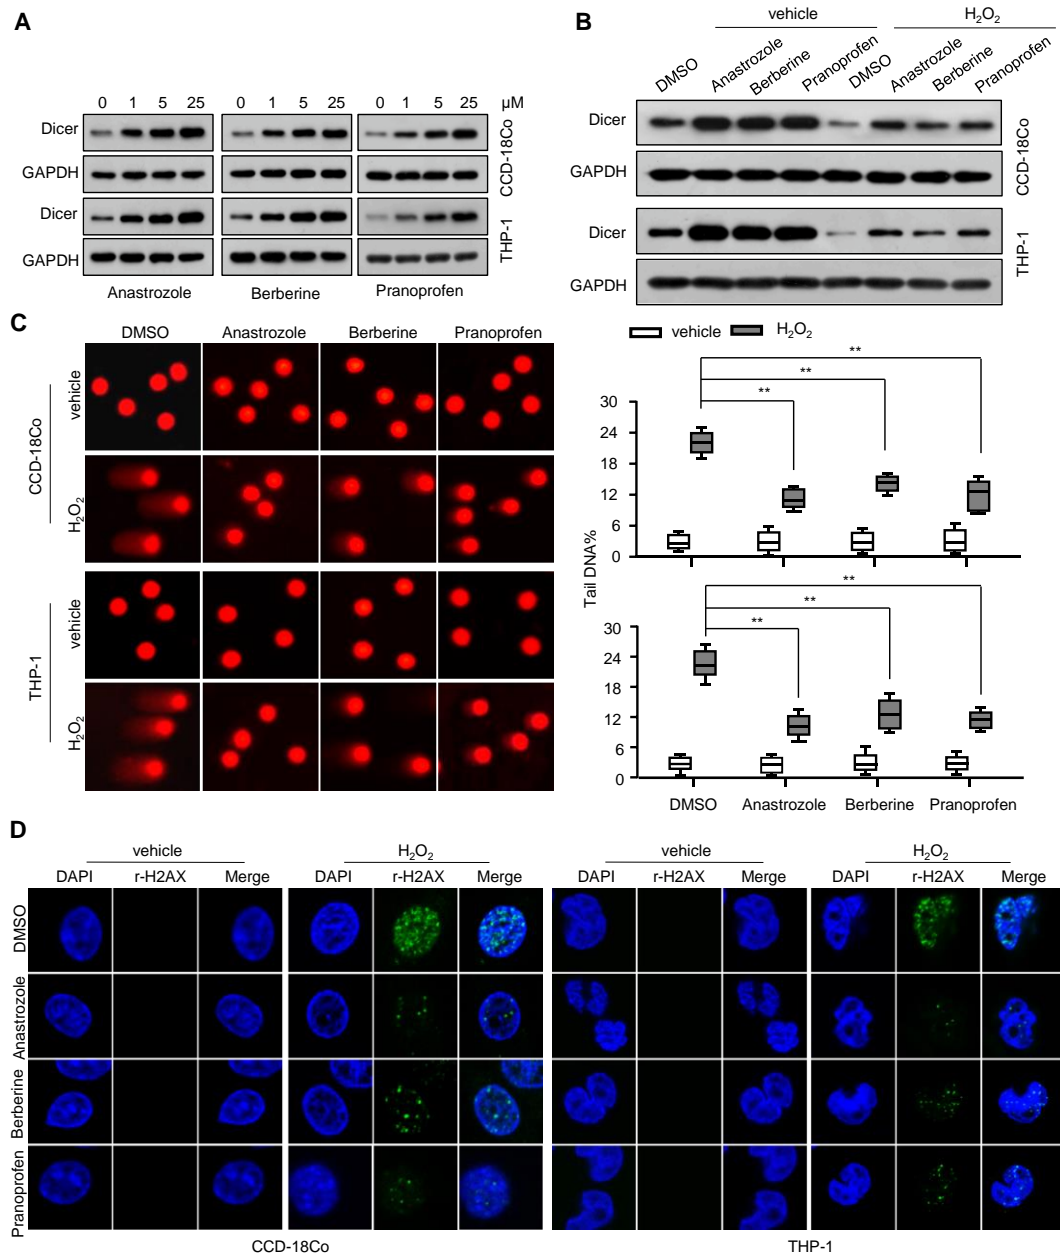 A
0 1 5 25 0 1 5 25 0 1 5 25 μM
Dicer
GAPDH
CCD-18Co
Dicer
GAPDH
THP-1
Anastrozole Berberine Pranoprofen
B
vehicle H₂O₂
DMSO Anastrozole Berberine Pranoprofen DMSO Anastrozole Berberine Pranoprofen
Dicer
GAPDH
CCD-18Co
Dicer
GAPDH
THP-1
C
DMSO Anastrozole Berberine Pranoprofen
CCD-18Co
vehicle
H₂O₂
THP-1
vehicle
H₂O₂
vehicle H₂O₂
**
**
**
30
24
18
12
6
0
Tail DNA%
**
**
**
30
24
18
12
6
0
DMSO Anastrozole Berberine Pranoprofen
D
vehicle H₂O₂ vehicle H₂O₂
DAPI r-H2AX Merge DAPI r-H2AX Merge DAPI r-H2AX Merge DAPI r-H2AX Merge
DMSO
Anastrozole
Berberine
Pranoprofen
CCD-18Co THP-1